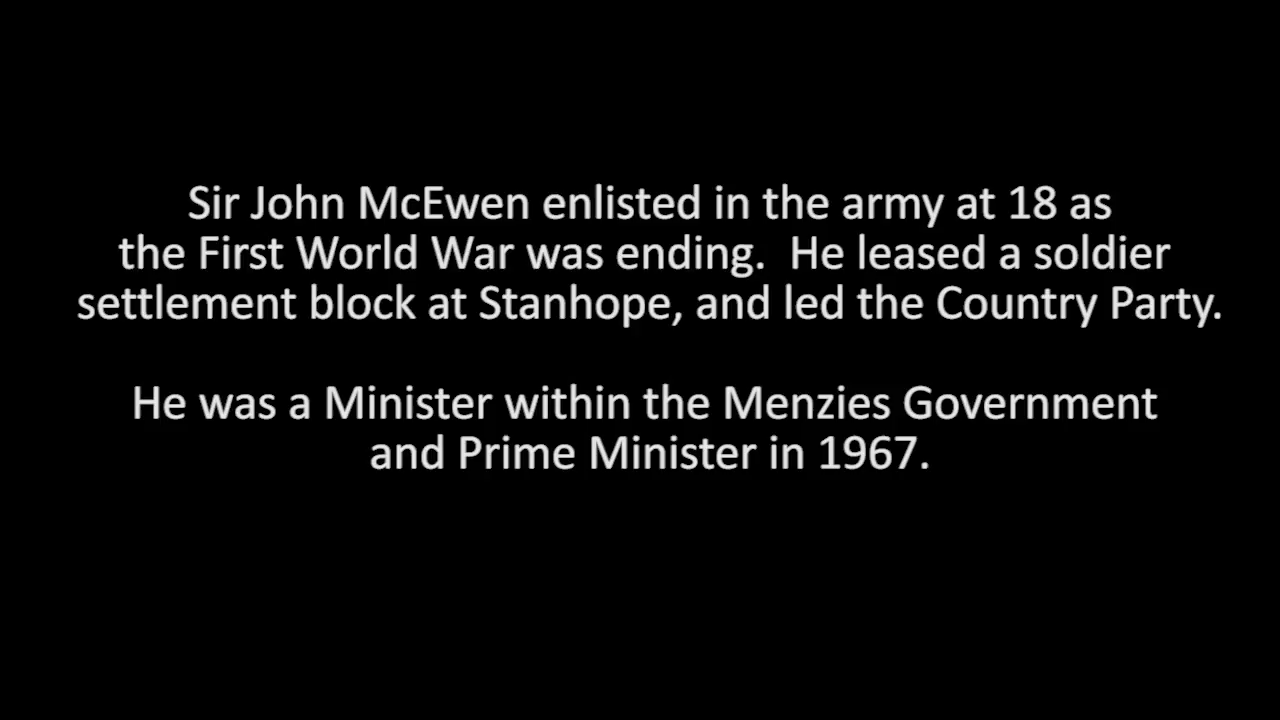 Sir John McEwen enlisted in the army at 18 as
the First World War was ending.  He leased a soldier
settlement block at Stanhope, and led the Country Party.
He was a Minister within the Menzies Government
and Prime Minister in 1967.